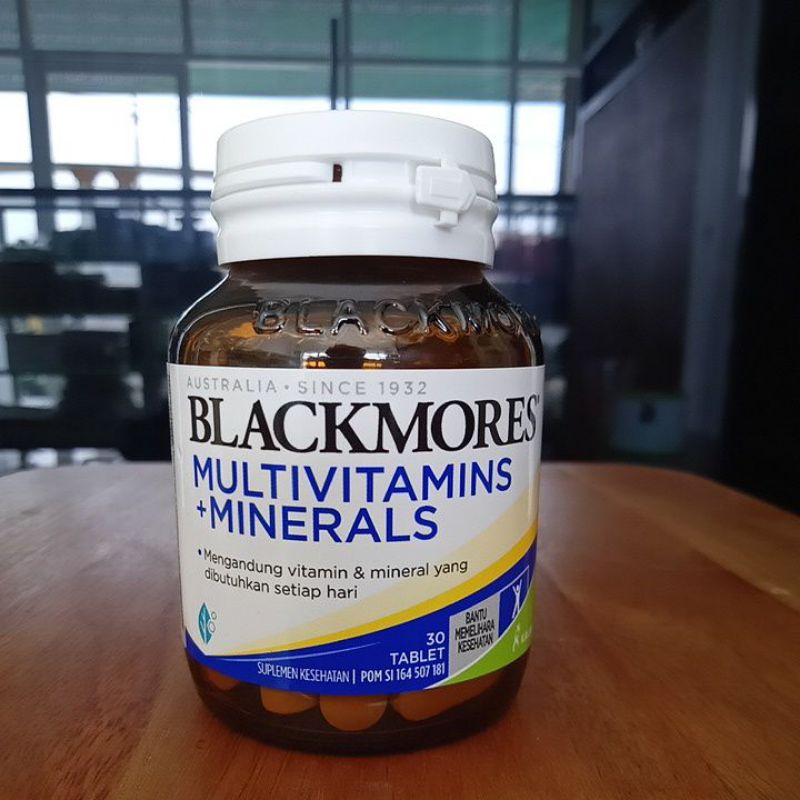 BLACKMO
AUSTRALIA • SINCE 1932
BLACKMORES
MULTIVITAMINS
+MINERALS
• Mengandung vitamin & mineral yang
dibutuhkan setiap hari
30
TABLET
BANTU
MEMELIHARA
KESEHATAN
SUPLEMEN KESEHATAN | POM SI 164 507 181